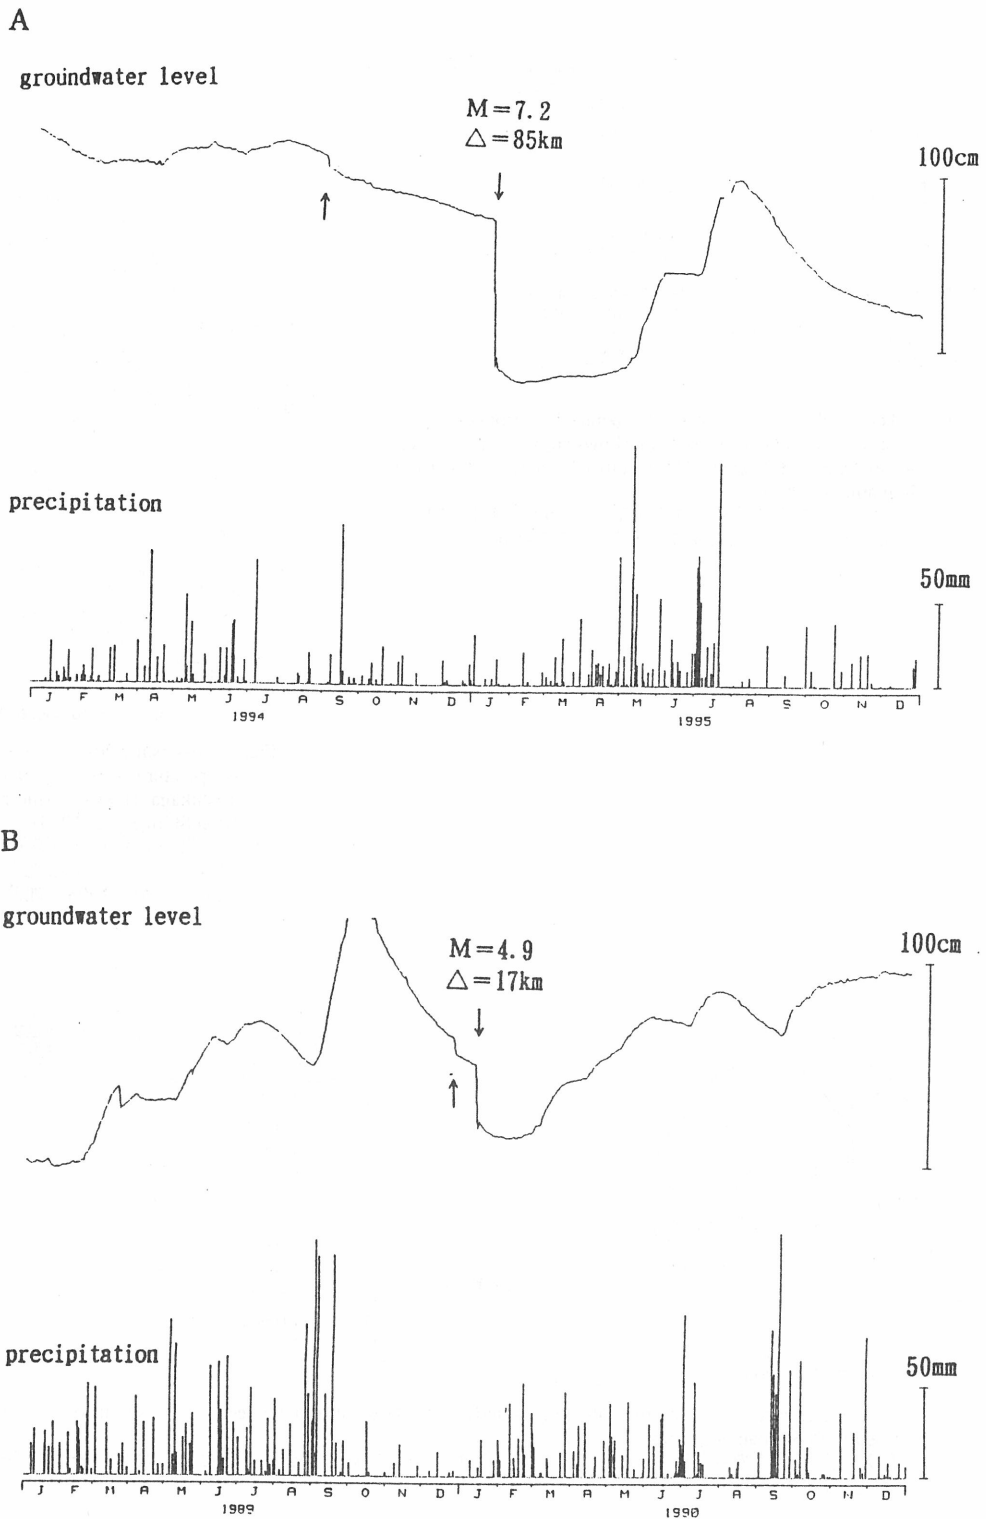 A
groundwater level
M=7.2
△=85km
100cm
precipitation
50mm
J F M A M J J A S O N D J F M A M J J A S O N D
1994 1995
B
groundwater level
M=4.9
△=17km
100cm
precipitation
50mm
J F M A M J J A S O N D J F M A M J J A S O N D
1989 1990